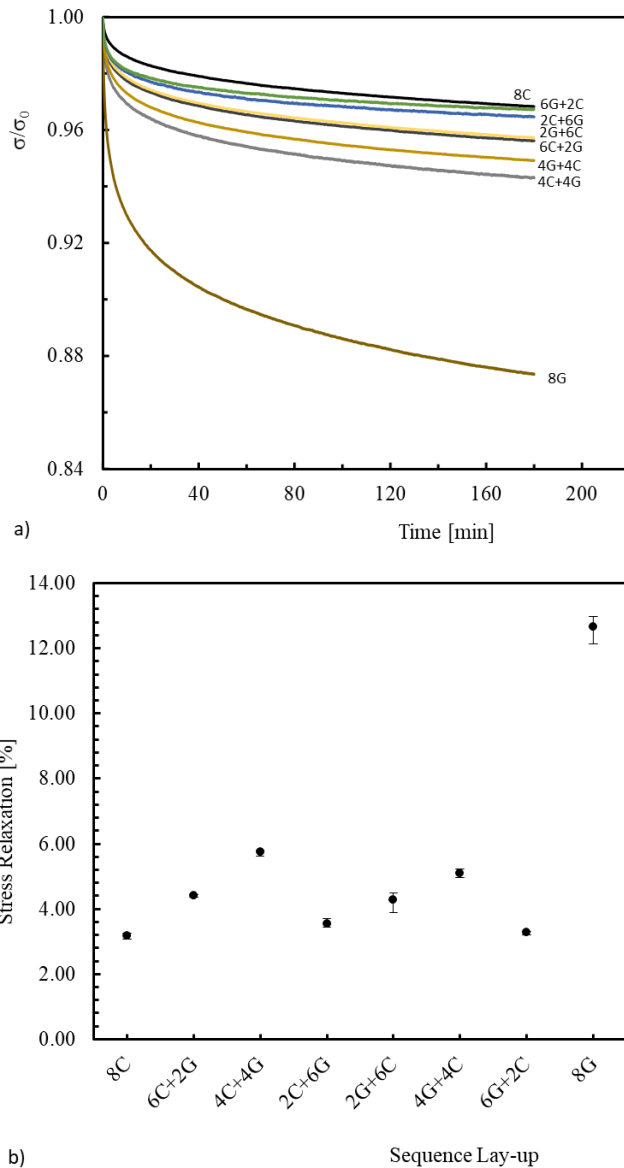 1.00
0.96
0.92
0.88
0.84
σ/σ0
8C
6G+2C
2C+6G
2G+6C
6C+2G
4G+4C
4C+4G
8G
0 40 80 120 160 200
a) Time [min]
14.00
12.00
10.00
8.00
6.00
4.00
2.00
0.00
Stress Relaxation [%]
8C 6C+2G 4C+4G 2C+6G 2G+6C 4G+4C 6G+2C 8G
b) Sequence Lay-up